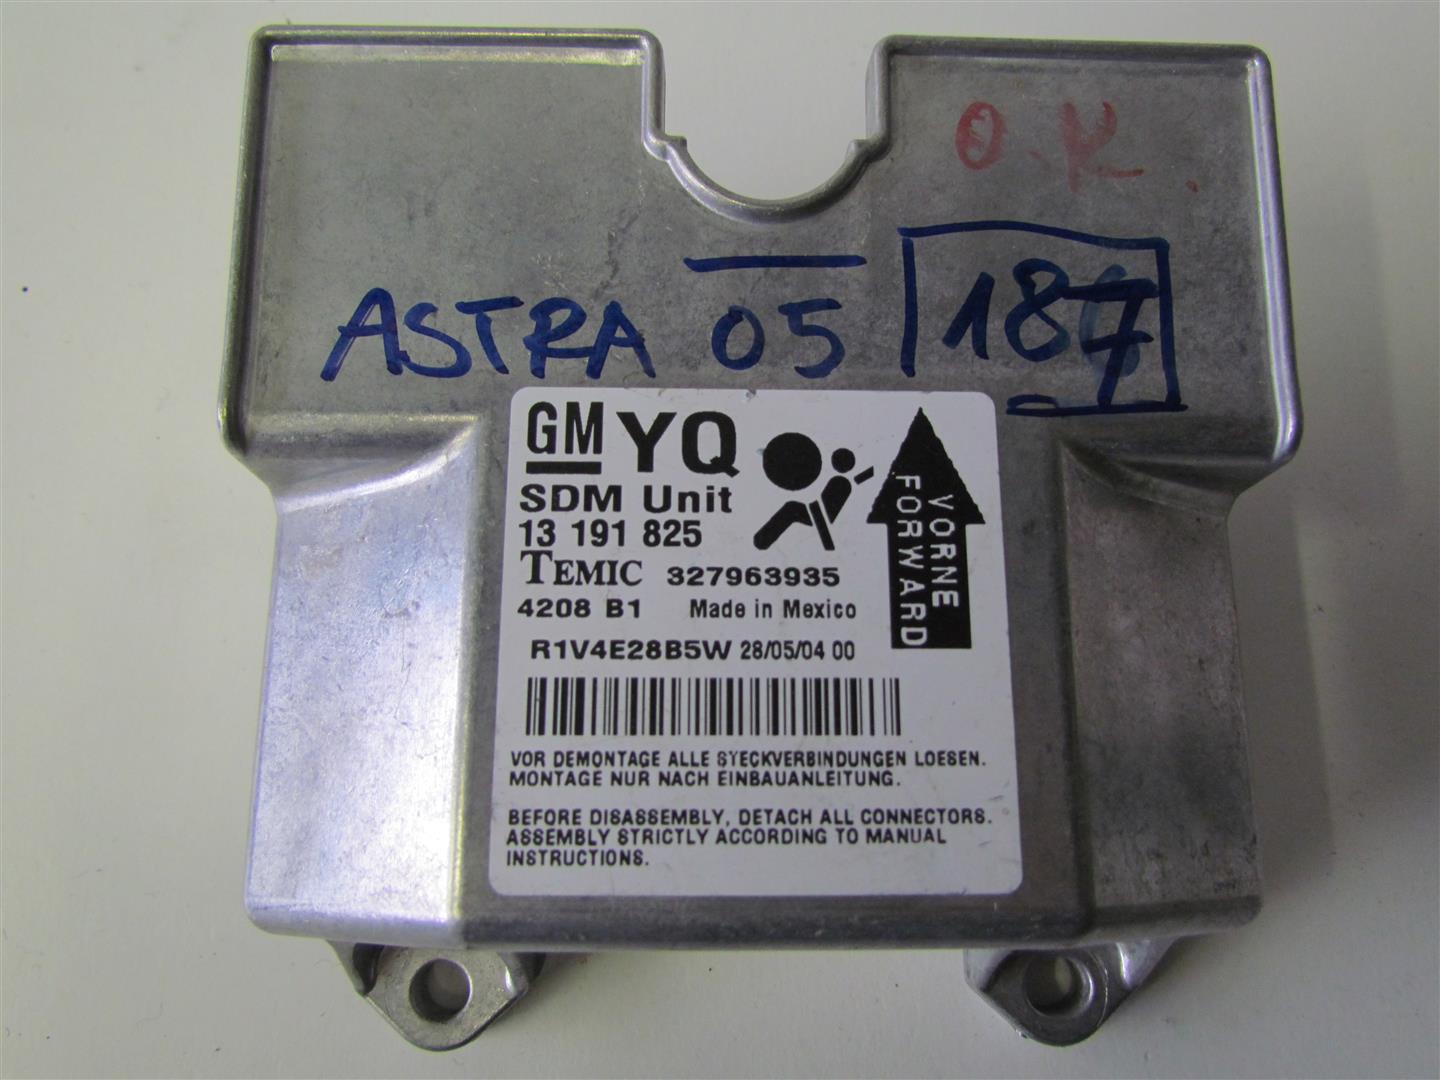 O.K.
ASTRA 05 187
GM YQ
SDM Unit
13 191 825
TEMIC 327963935
4208 B1 Made in Mexico
R1V4E28B5W 28/05/04 00
VORNE
FORWARD
VOR DEMONTAGE ALLE STECKVERBINDUNGEN LOESEN.
MONTAGE NUR NACH EINBAUANLEITUNG.
BEFORE DISASSEMBLY, DETACH ALL CONNECTORS.
ASSEMBLY STRICTLY ACCORDING TO MANUAL
INSTRUCTIONS.